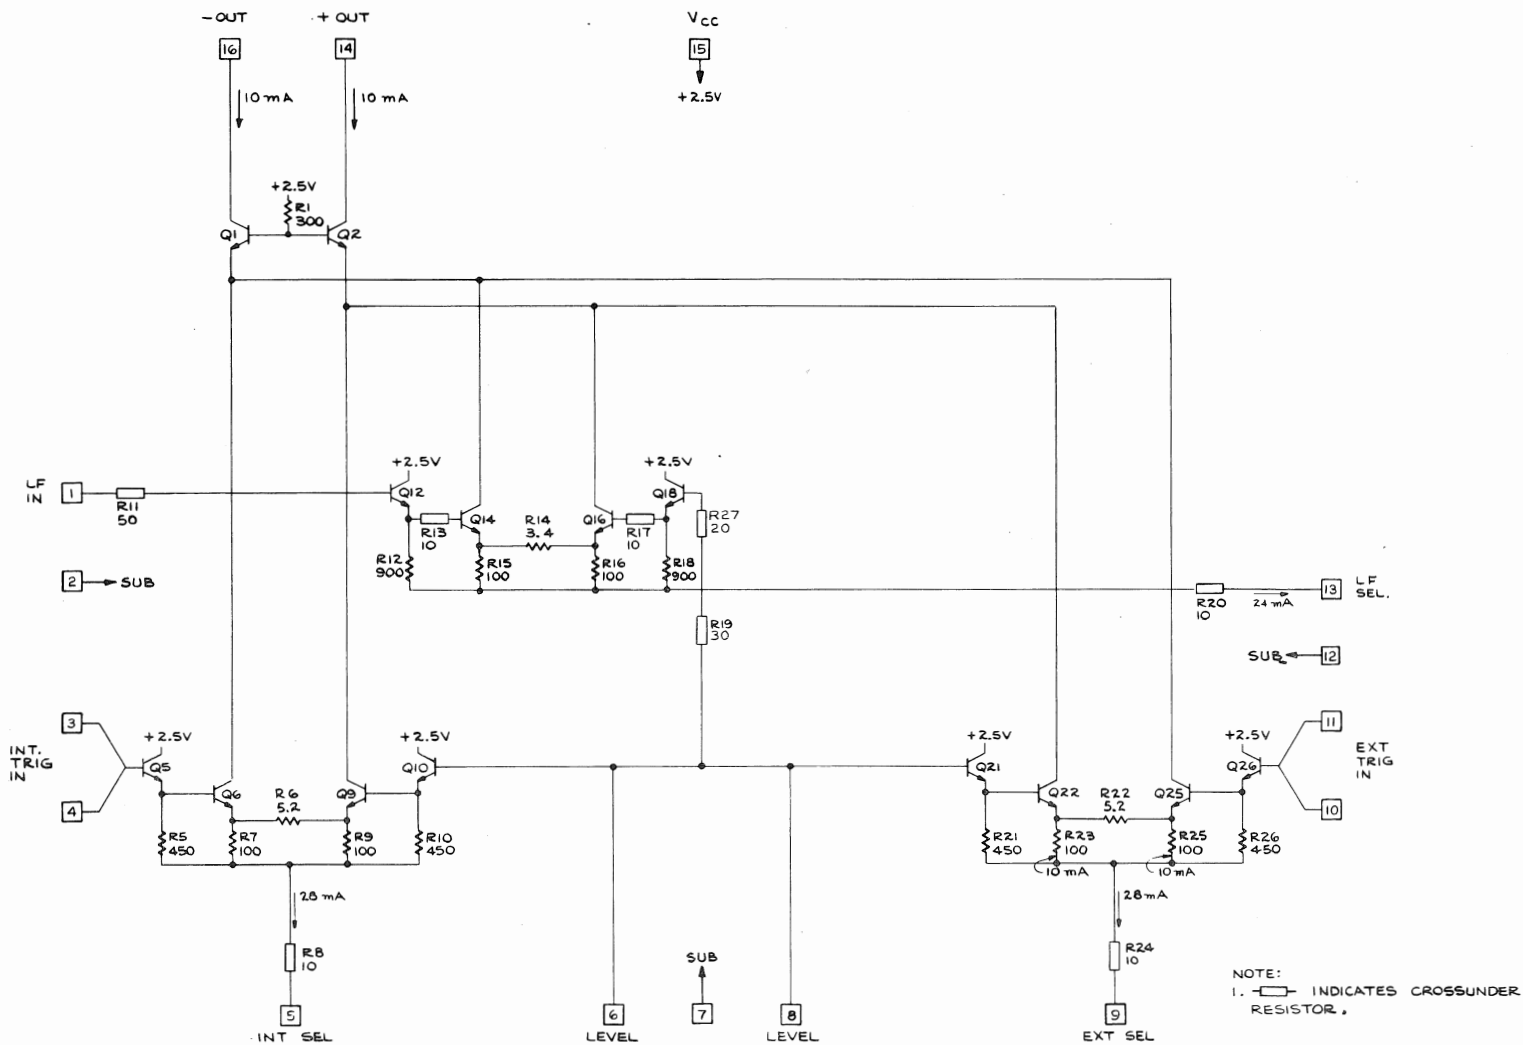 -OUT
+ OUT
VCC
16
14
15
10 mA
10 mA
+2.5V
+2.5V
R1
300
Q1
Q2
+2.5V
+2.5V
LF
IN
1
R11
50
Q12
R13
10
Q14
R14
3.4
Q16
R17
10
Q18
R27
20
R12
900
R15
100
R16
100
R18
900
2
SUB
R20
10
24 mA
13
LF
SEL.
R19
30
SUB
12
3
11
INT.
TRIG
IN
+2.5V
+2.5V
+2.5V
+2.5V
EXT
TRIG
IN
Q5
Q6
R6
5.2
Q9
Q10
Q21
Q22
R22
5.2
Q25
Q26
4
10
R5
450
R7
100
R9
100
R10
450
R21
450
R23
100
R25
100
R26
450
10 mA
10 mA
28 mA
28 mA
R8
10
SUB
R24
10
NOTE:
1. INDICATES CROSSUNDER
RESISTOR.
5
6
7
8
9
INT SEL
LEVEL
LEVEL
EXT SEL